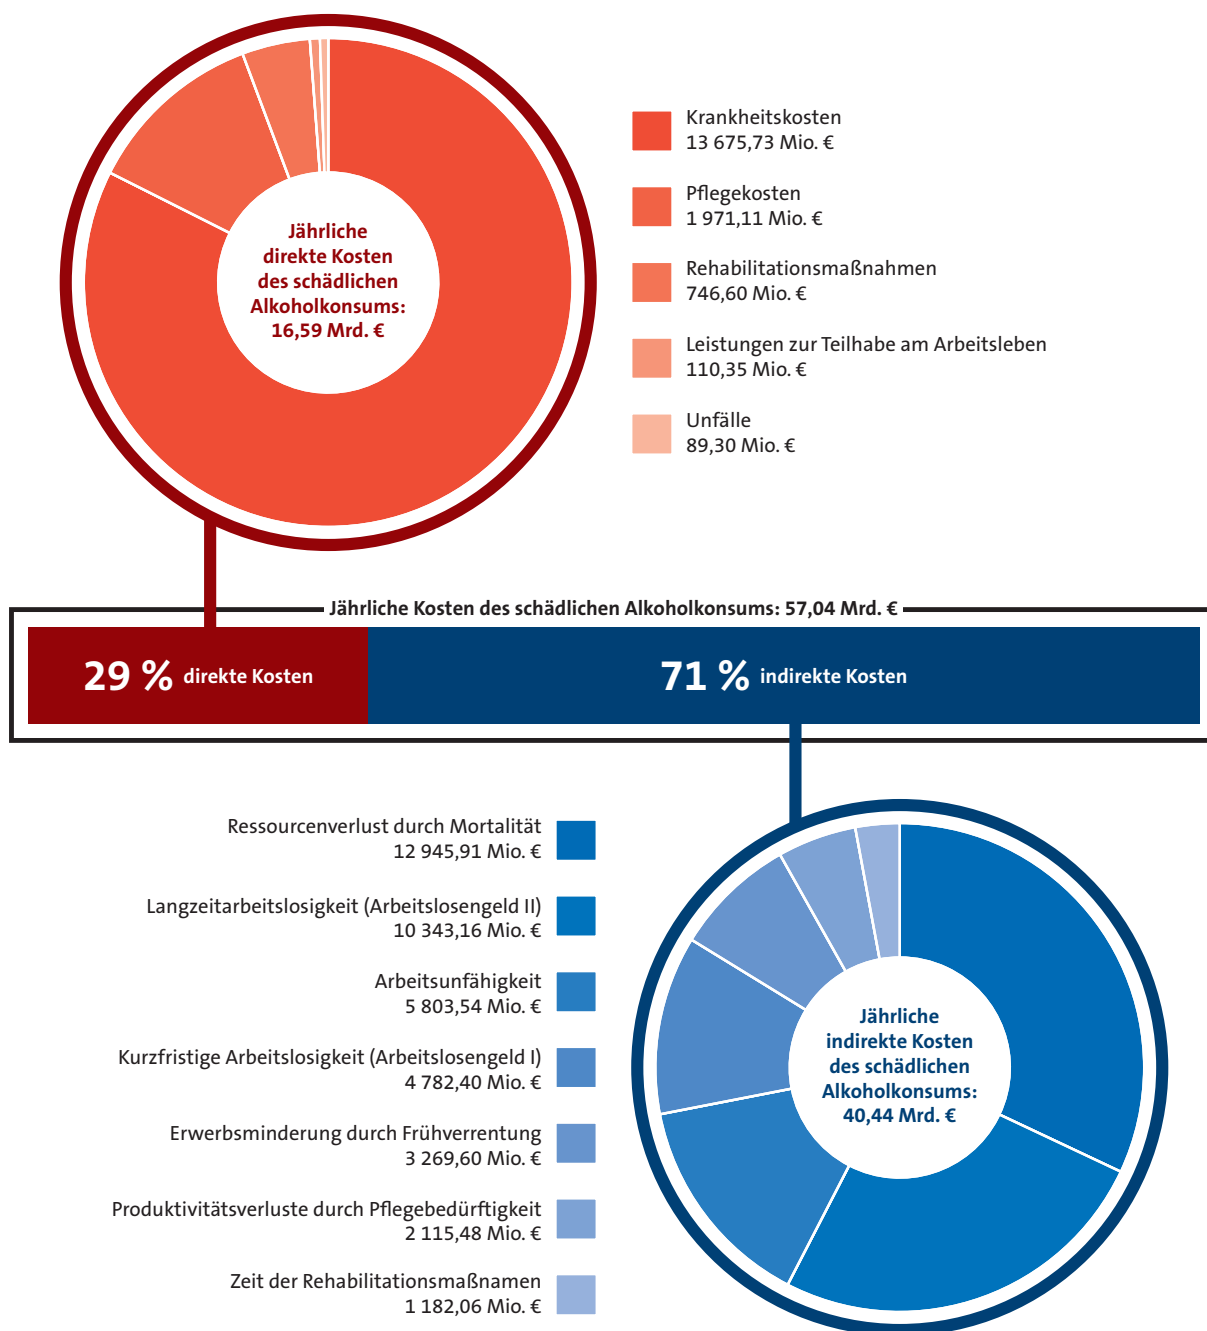 Jährliche
direkte Kosten
des schädlichen
Alkoholkonsums:
16,59 Mrd. €
Krankheitskosten
13 675,73 Mio. €
Pflegekosten
1 971,11 Mio. €
Rehabilitationsmaßnahmen
746,60 Mio. €
Leistungen zur Teilhabe am Arbeitsleben
110,35 Mio. €
Unfälle
89,30 Mio. €
Jährliche Kosten des schädlichen Alkoholkonsums: 57,04 Mrd. €
29 % direkte Kosten
71 % indirekte Kosten
Ressourcenverlust durch Mortalität
12 945,91 Mio. €
Langzeitarbeitslosigkeit (Arbeitslosengeld II)
10 343,16 Mio. €
Arbeitsunfähigkeit
5 803,54 Mio. €
Kurzfristige Arbeitslosigkeit (Arbeitslosengeld I)
4 782,40 Mio. €
Erwerbsminderung durch Frühverrentung
3 269,60 Mio. €
Produktivitätsverluste durch Pflegebedürftigkeit
2 115,48 Mio. €
Zeit der Rehabilitationsmaßnamen
1 182,06 Mio. €
Jährliche
indirekte Kosten
des schädlichen
Alkoholkonsums:
40,44 Mrd. €